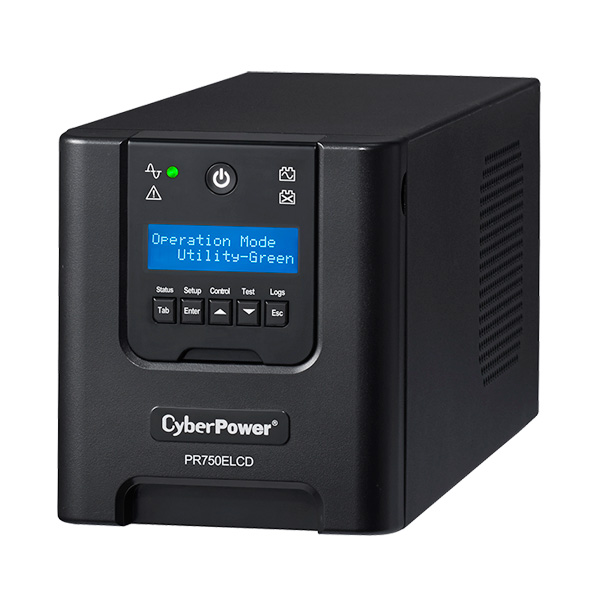 Operation Mode
Utility-Green
Status Setup Control Test Logs
Tab Enter Esc
CyberPower®
PR750ELCD